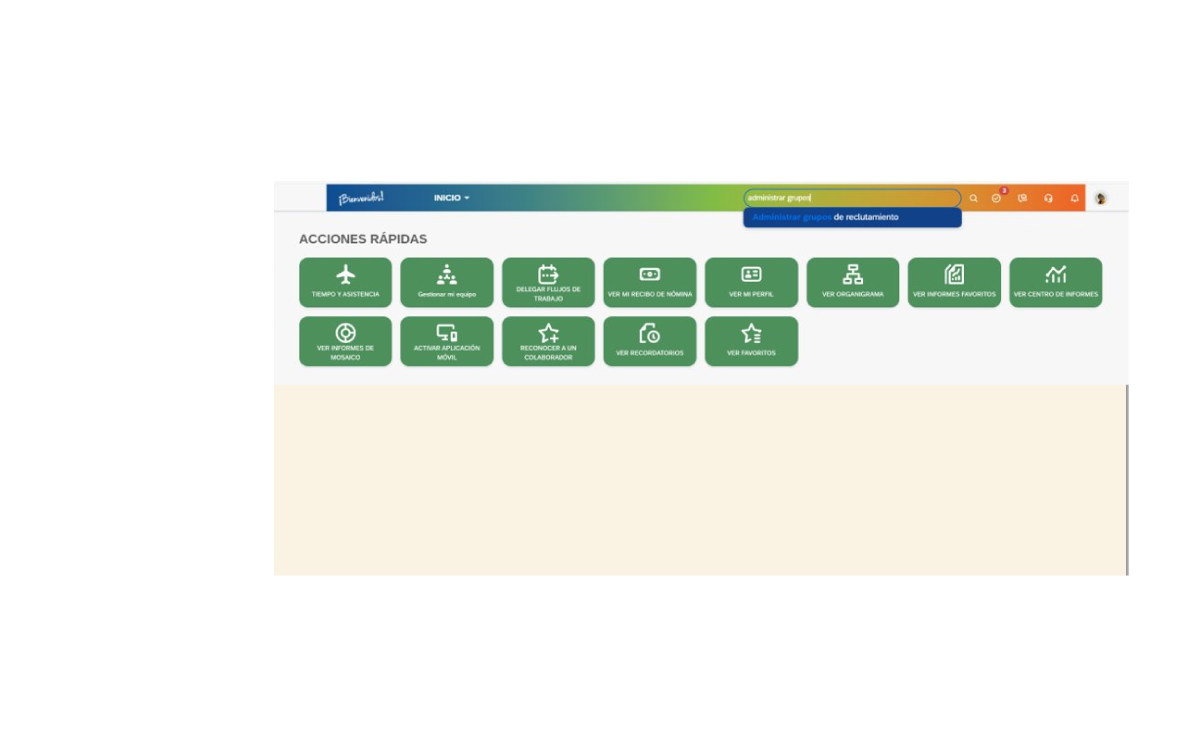 ¡Bienvenidos!
INICIO
administrar grupos
3
Administrar grupos de reclutamiento
ACCIONES RÁPIDAS
TIEMPO Y ASISTENCIA
Gestionar mi equipo
DELEGAR FLUJOS DE
TRABAJO
VER MI RECIBO DE NÓMINA
VER MI PERFIL
VER ORGANIGRAMA
VER INFORMES FAVORITOS
VER CENTRO DE INFORMES
VER INFORMES DE
MOSAICO
ACTIVAR APLICACIÓN
MÓVIL
RECONOCER A UN
COLABORADOR
VER RECORDATORIOS
VER FAVORITOS